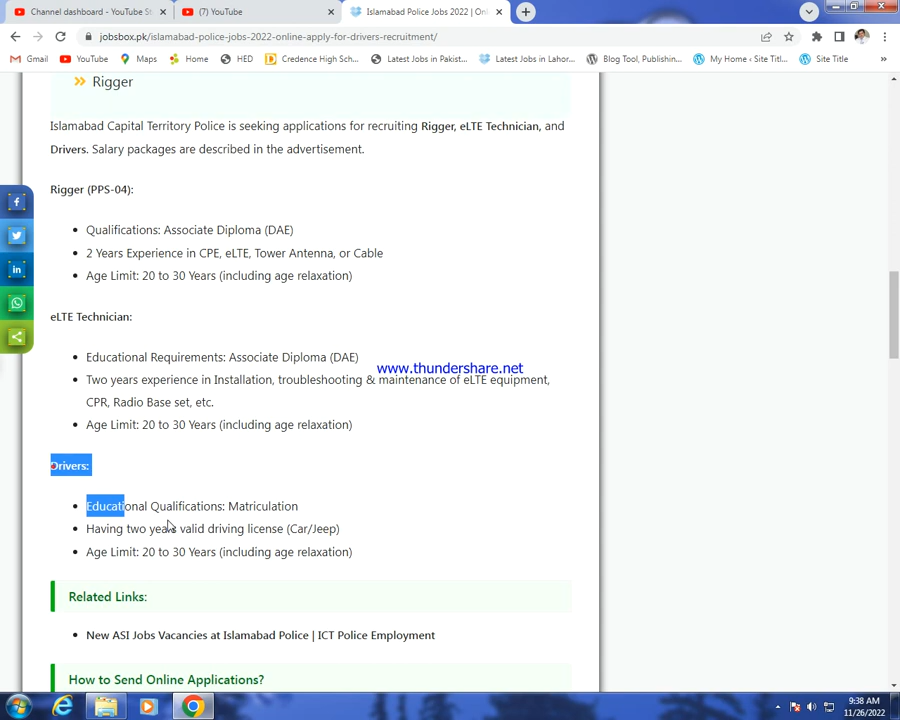 Channel dashboard - YouTube St
(7) YouTube
Islamabad Police Jobs 2022 | Onl
jobsbox.pk/islamabad-police-jobs-2022-online-apply-for-drivers-recruitment/
Gmail YouTube Maps Home HED Credence High Sch... Latest Jobs in Pakist... Latest Jobs in Lahor... Blog Tool, Publishin... My Home ‹ Site Titl... Site Title »
Rigger
Islamabad Capital Territory Police is seeking applications for recruiting Rigger, eLTE Technician, and
Drivers. Salary packages are described in the advertisement.
Rigger (PPS-04):
• Qualifications: Associate Diploma (DAE)
• 2 Years Experience in CPE, eLTE, Tower Antenna, or Cable
• Age Limit: 20 to 30 Years (including age relaxation)
eLTE Technician:
• Educational Requirements: Associate Diploma (DAE)
www.thundershare.net
• Two years experience in Installation, troubleshooting & maintenance of eLTE equipment,
CPR, Radio Base set, etc.
• Age Limit: 20 to 30 Years (including age relaxation)
Drivers:
• Educational Qualifications: Matriculation
• Having two years valid driving license (Car/Jeep)
• Age Limit: 20 to 30 Years (including age relaxation)
Related Links:
• New ASI Jobs Vacancies at Islamabad Police | ICT Police Employment
How to Send Online Applications?
9:38 AM
11/26/2022